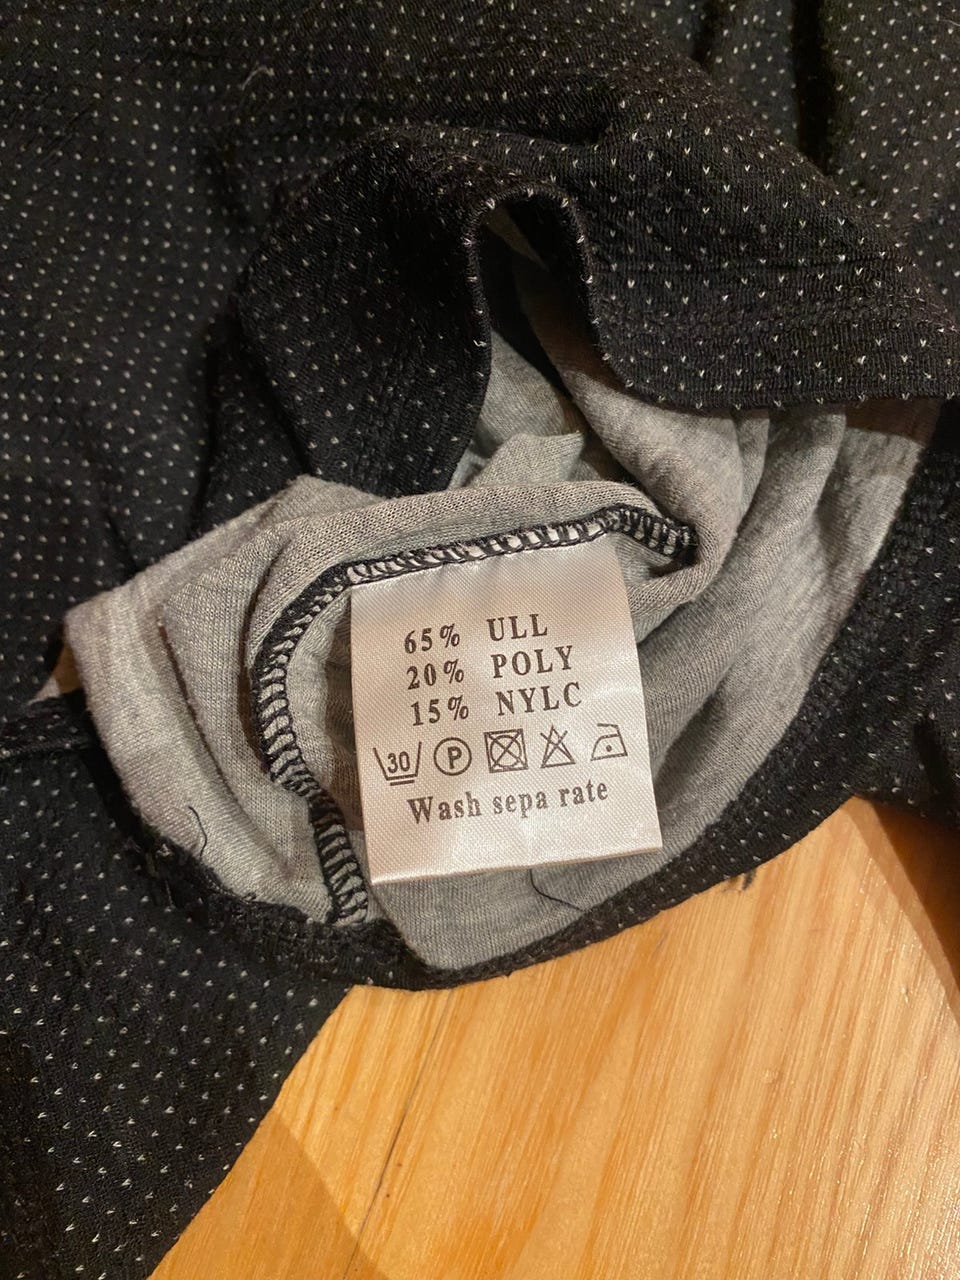 65% ULL
20% POLY
15% NYLC
30 P
Wash sepa rate